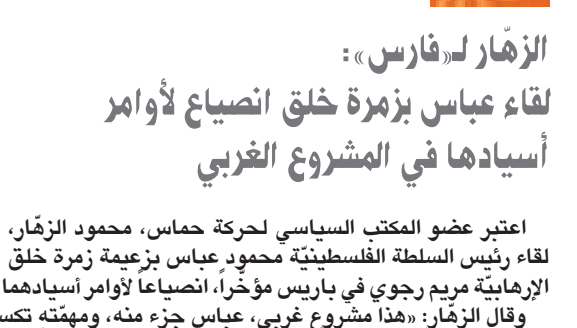 الزهّار لـ«فارس»:
لقاء عباس بزمرة خلق انصياع لأوامر
أسيادها في المشروع الغربي
اعتبر عضو المكتب السياسي لحركة حماس، محمود الزهّار،
لقاء رئيس السلطة الفلسطينيّة محمود عباس بزعيمة زمرة خلق
الإرهابيّة مريم رجوي في باريس مؤخّراً، انصياعاً لأوامر أسيادهما
وقال الزهّار: «هذا مشروع غربي، عباس جزء منه، ومهمّته تكس